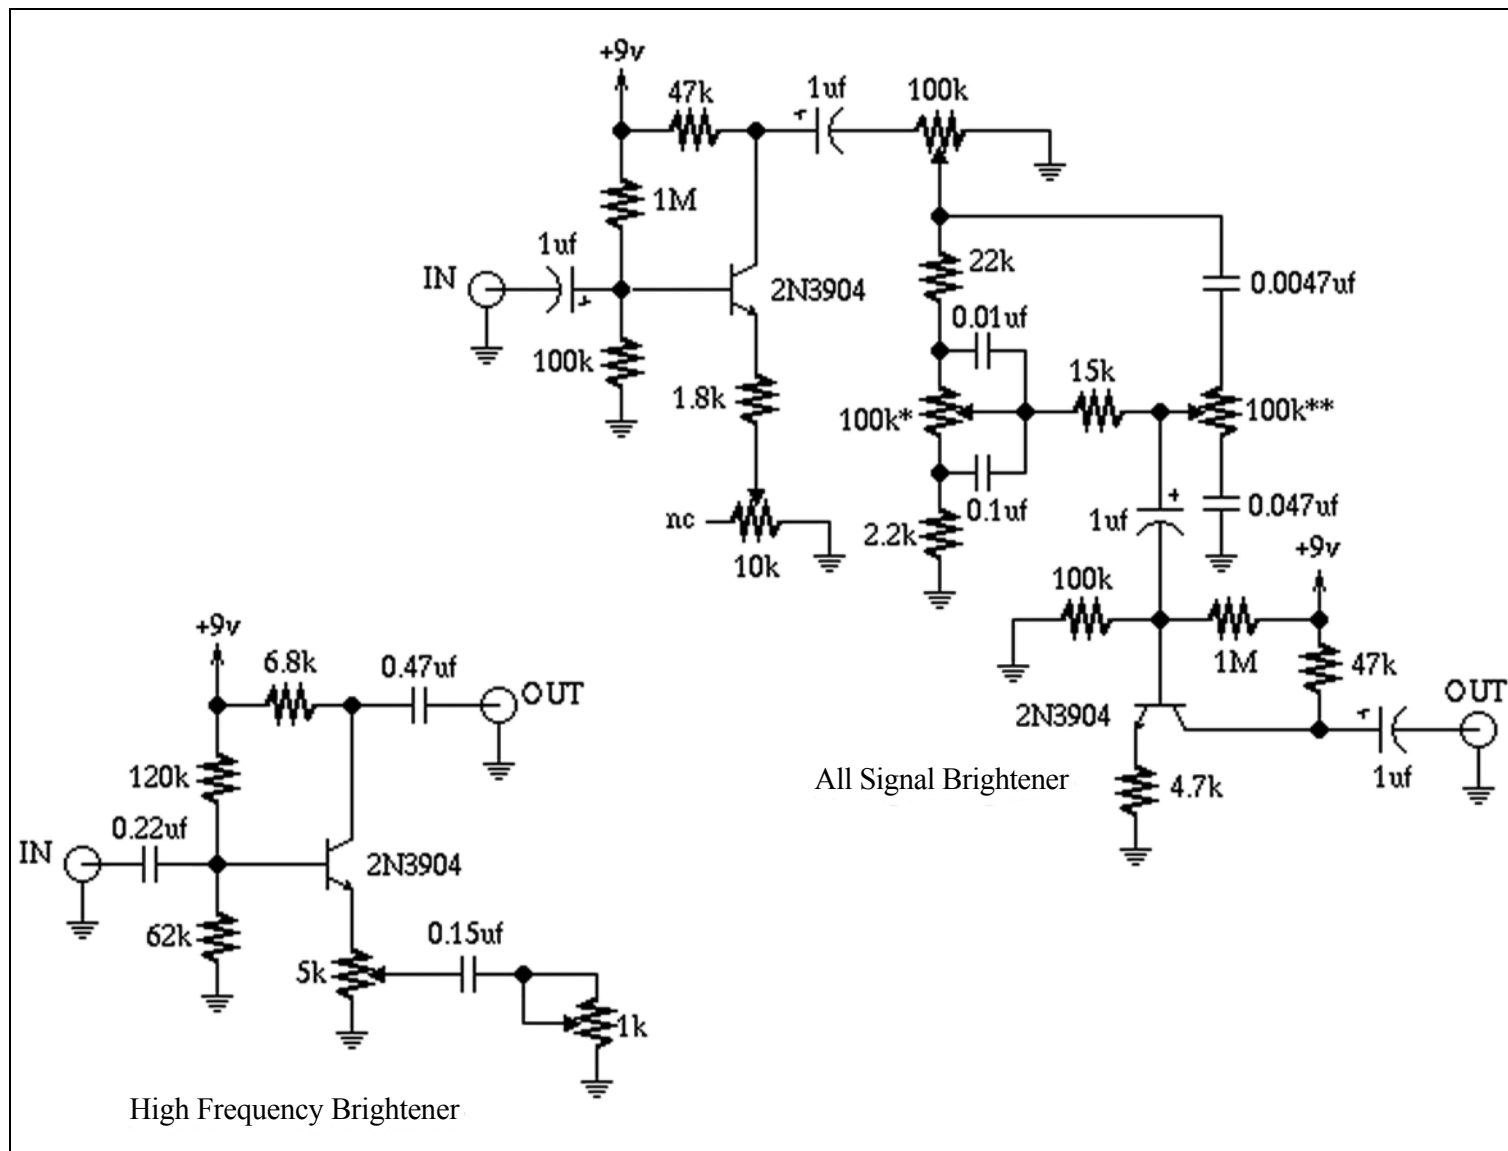 +9v
47k
1uf
100k
1M
1uf
IN
+
2N3904
22k
0.0047uf
0.01uf
100k
1.8k
15k
100k*
100k**
0.1uf
nc
10k
2.2k
1uf
+
0.047uf
+9v
100k
1M
47k
2N3904
OUT
1uf
4.7k
All Signal Brightener
+9v
6.8k
0.47uf
OUT
120k
0.22uf
IN
2N3904
62k
0.15uf
5k
1k
High Frequency Brightener